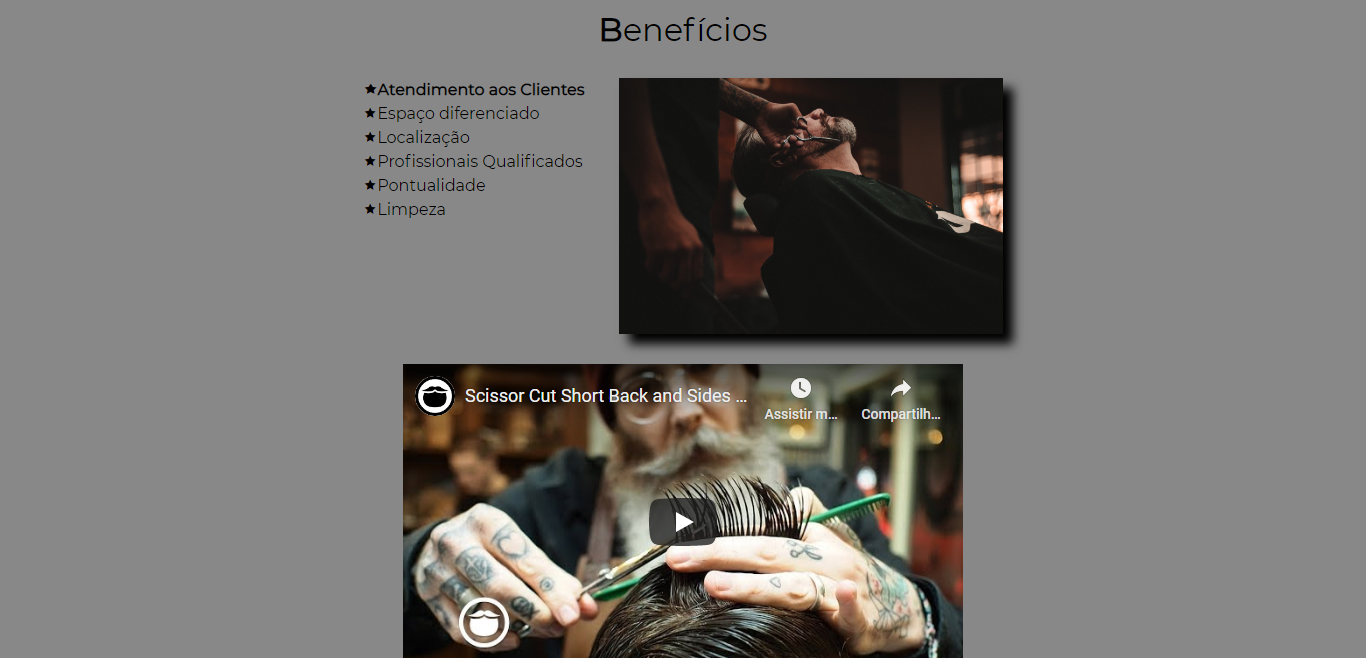 Benefícios
★Atendimento aos Clientes
★Espaço diferenciado
★Localização
★Profissionais Qualificados
★Pontualidade
★Limpeza
Scissor Cut Short Back and Sides ...
Assistir m...
Compartilh...